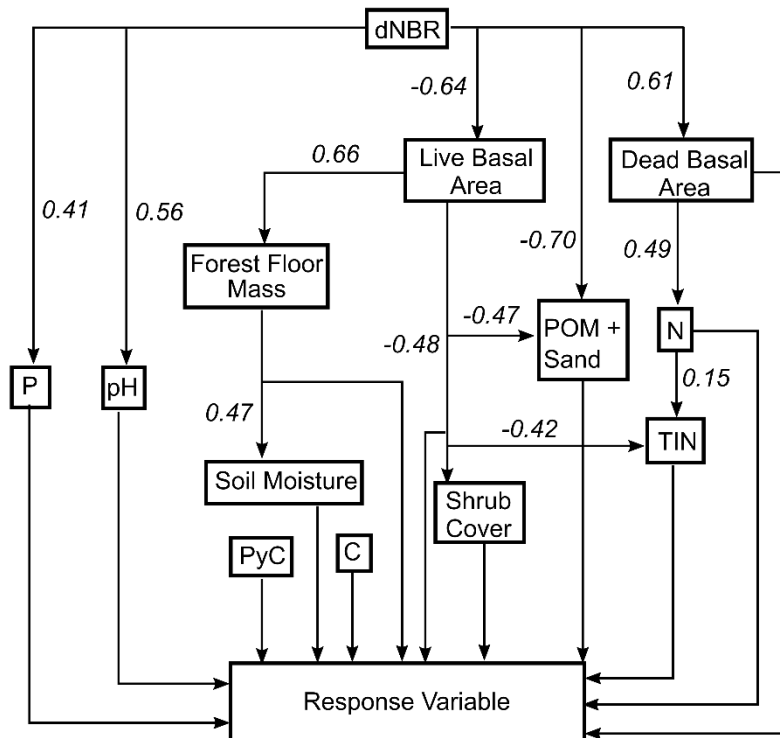 dNBR
-0.64
0.61
Live Basal
Area
Dead Basal
Area
0.66
0.41
0.56
-0.70
0.49
Forest Floor
Mass
-0.47
POM +
Sand
N
-0.48
P
pH
0.15
0.47
-0.42
TIN
Soil Moisture
Shrub
Cover
PyC
C
Response Variable